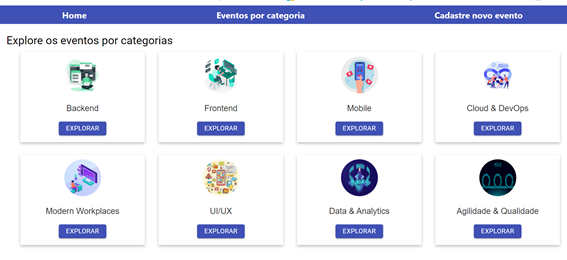 Home Eventos por categoria Cadastre novo evento
Explore os eventos por categorias
Backend Frontend Mobile Cloud & DevOps
EXPLORAR EXPLORAR EXPLORAR EXPLORAR
Modern Workplaces UI/UX Data & Analytics Agilidade & Qualidade
EXPLORAR EXPLORAR EXPLORAR EXPLORAR